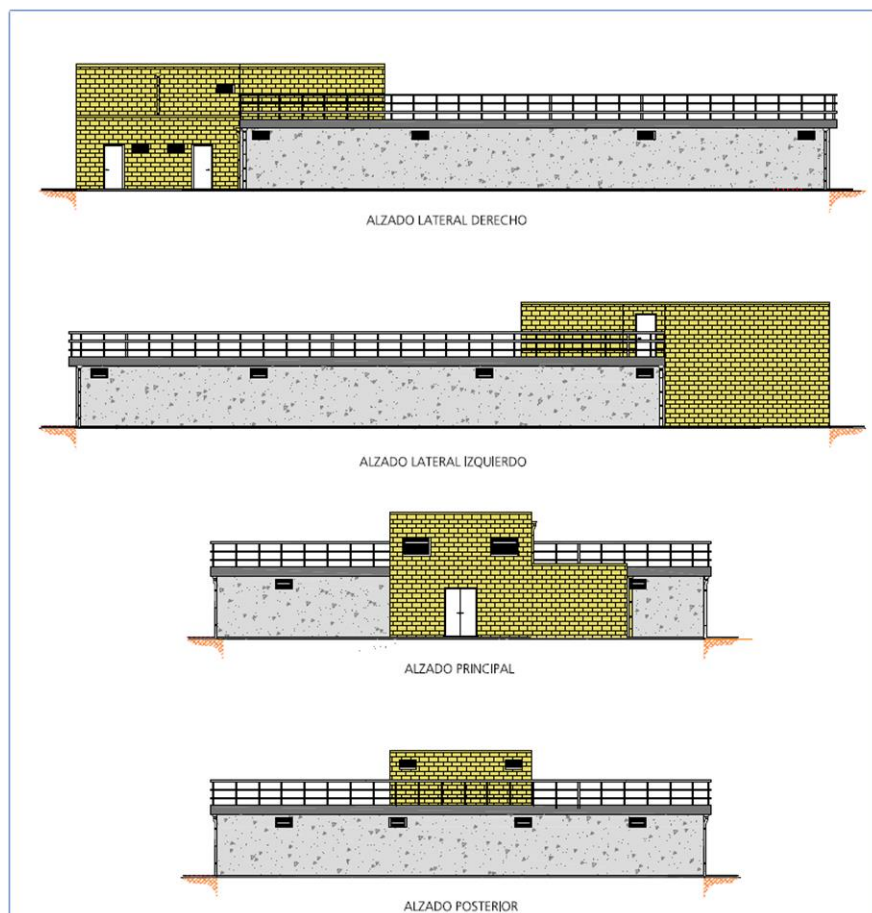 ALZADO LATERAL DERECHO
ALZADO LATERAL IZQUIERDO
ALZADO PRINCIPAL
ALZADO POSTERIOR